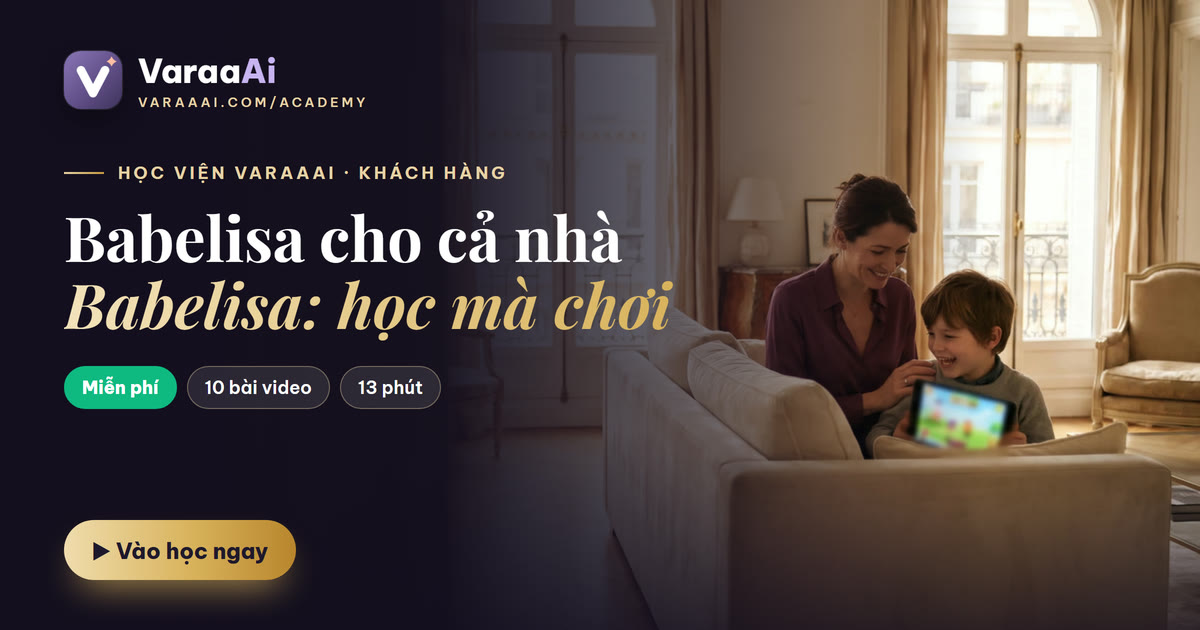 VaraaAi
VARAAAI.COM/ACADEMY
HỌC VIỆN VARAAAI · KHÁCH HÀNG
Babelisa cho cả nhà
Babelisa: học mà chơi
Miễn phí
10 bài video
13 phút
▶ Vào học ngay